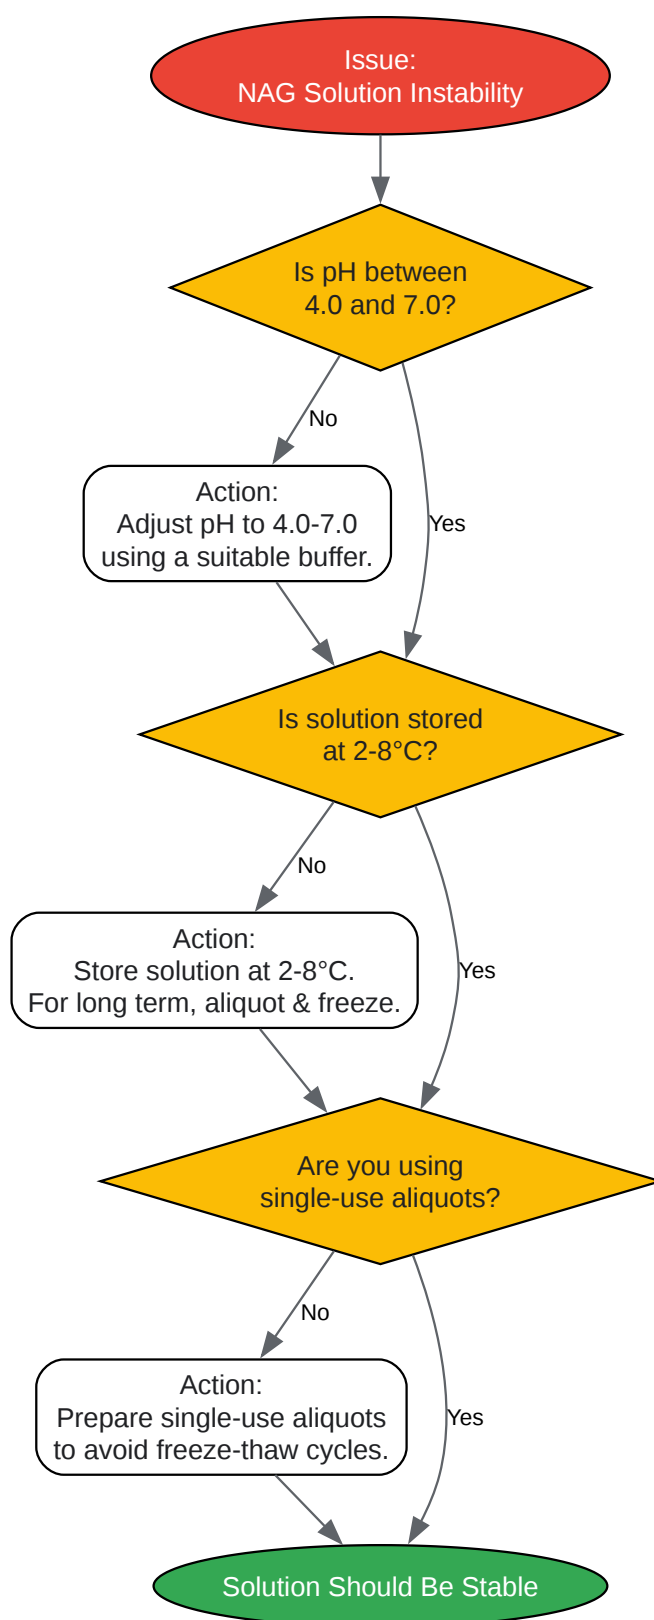 Issue:
NAG Solution Instability
Is pH between
4.0 and 7.0?
No
Action:
Adjust pH to 4.0-7.0
using a suitable buffer.
Yes
Is solution stored
at 2-8°C?
No
Action:
Store solution at 2-8°C.
For long term, aliquot & freeze.
Yes
Are you using
single-use aliquots?
No
Action:
Prepare single-use aliquots
to avoid freeze-thaw cycles.
Yes
Solution Should Be Stable